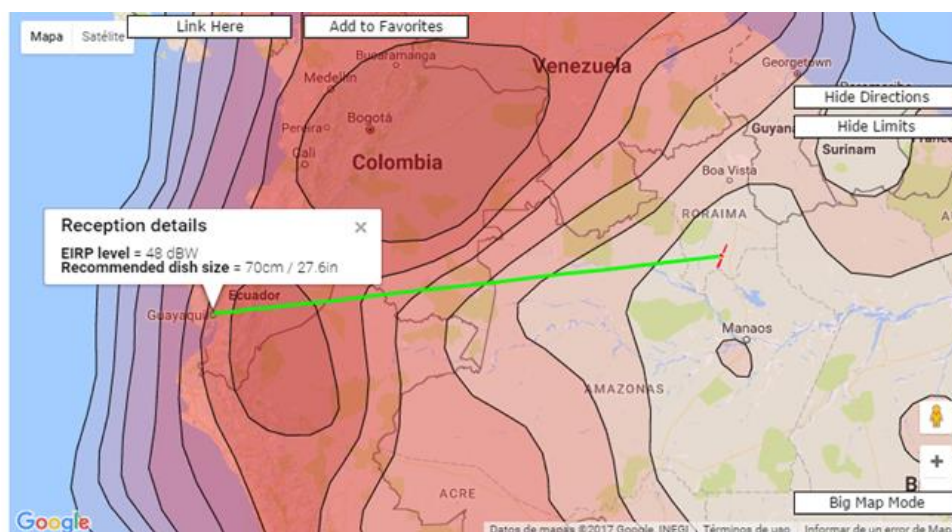 Mapa
Satélite
Link Here
Add to Favorites
Bucaramanga
Medellín
Venezuela
Georgetown
Hide Directions
Pereira
Bogotá
Cali
Colombia
Guyana
Hide Limits
Surinam
Boa Vista
RORAIMA
Reception details
EIRP level = 48 dBW
Recommended dish size = 70cm / 27.6in
Ecuador
Guayaquil
Manaos
AMAZONAS
ACRE
B
Big Map Mode
Google
Datos de mapas ©2017 Google, INEGI
Términos de uso
Informar de un error de Maps